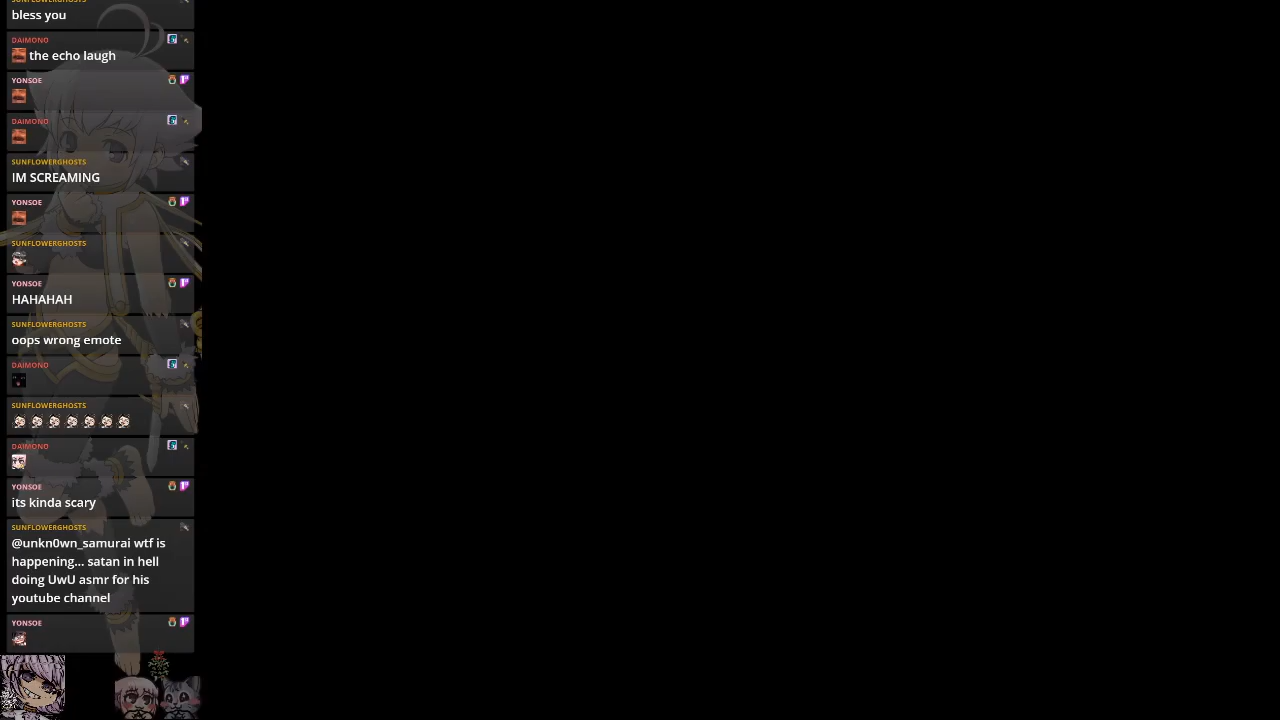 SUNFLOWERGHOSTS
bless you
DAIMONO
the echo laugh
YONSOE
DAIMONO
SUNFLOWERGHOSTS
IM SCREAMING
YONSOE
SUNFLOWERGHOSTS
YONSOE
HAHAHAH
SUNFLOWERGHOSTS
oops wrong emote
DAIMONO
SUNFLOWERGHOSTS
DAIMONO
YONSOE
its kinda scary
SUNFLOWERGHOSTS
@unkn0wn_samurai wtf is
happening... satan in hell
doing UwU asmr for his
youtube channel
YONSOE